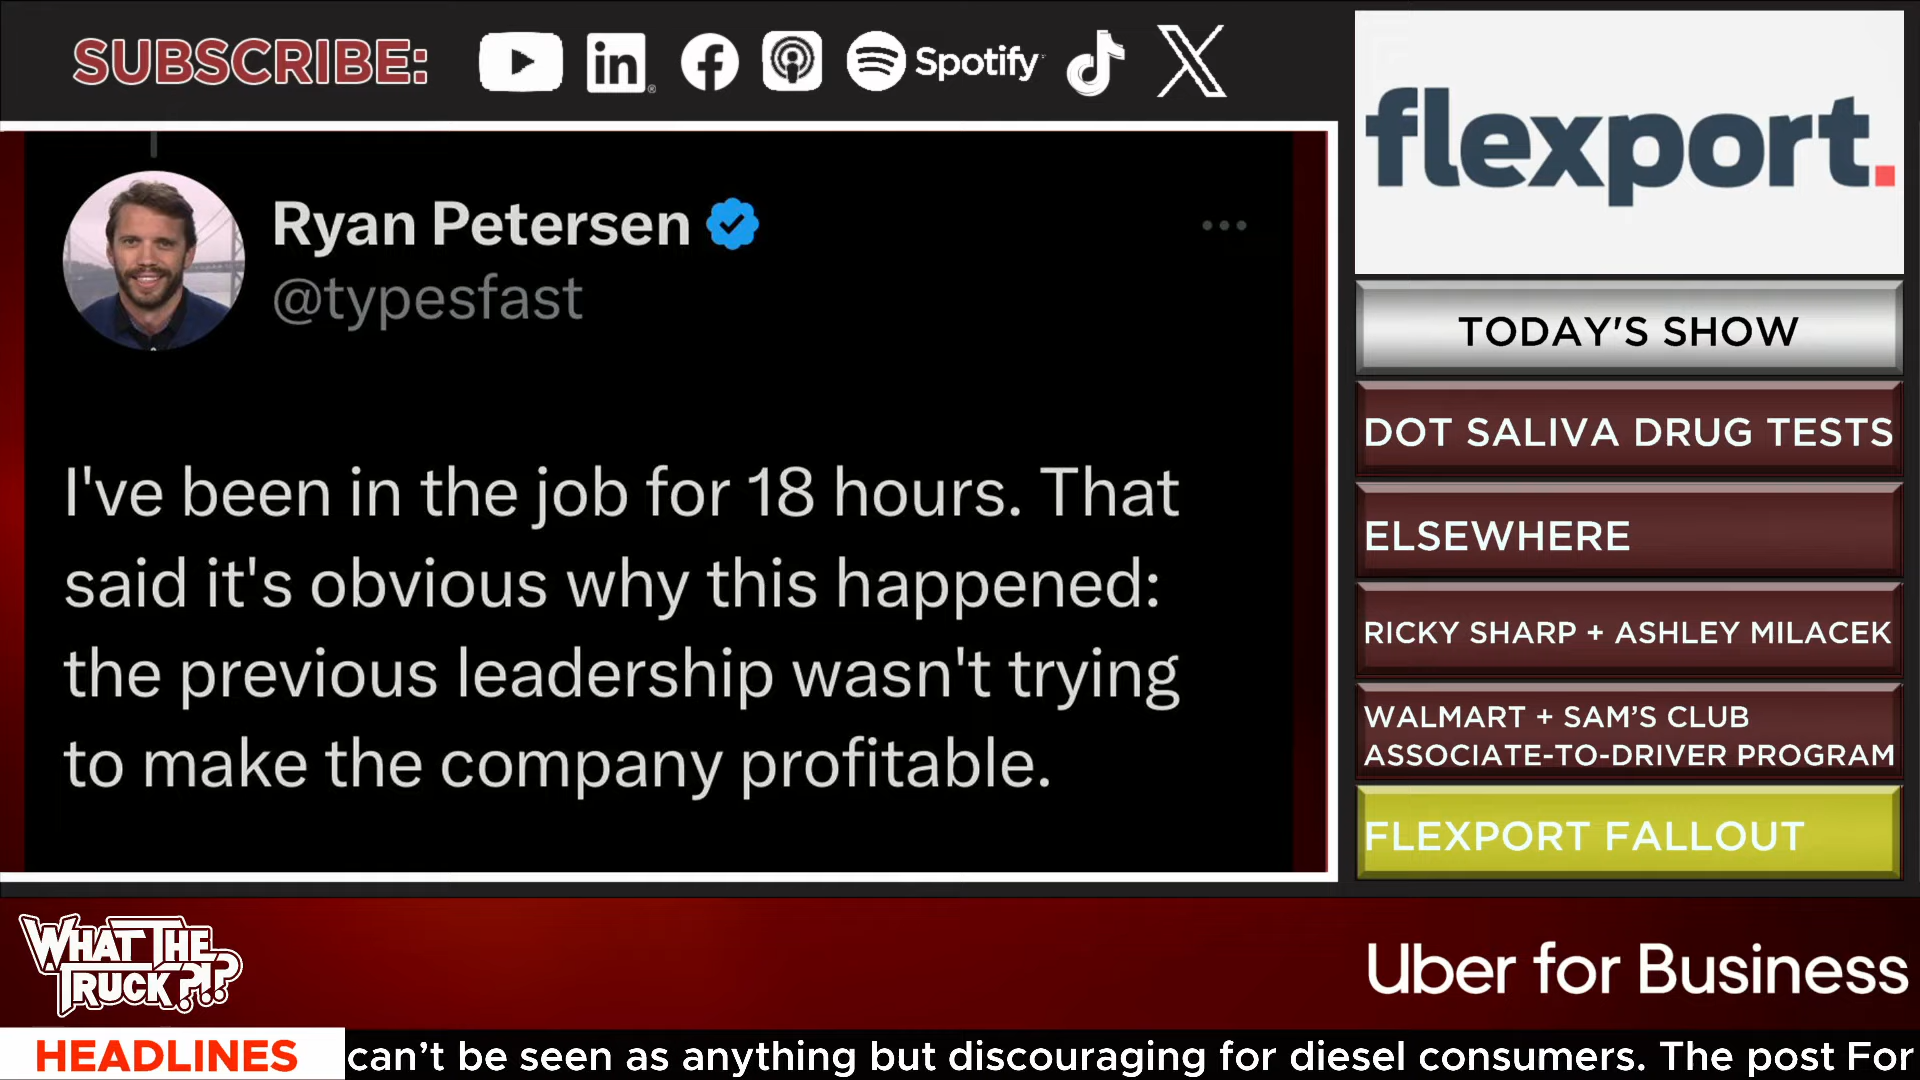 SUBSCRIBE:
in
Spotify
flexport.
Ryan Petersen
@typesfast
I've been in the job for 18 hours. That
said it's obvious why this happened:
the previous leadership wasn't trying
to make the company profitable.
TODAY'S SHOW
DOT SALIVA DRUG TESTS
ELSEWHERE
RICKY SHARP + ASHLEY MILACEK
WALMART + SAM'S CLUB
ASSOCIATE-TO-DRIVER PROGRAM
FLEXPORT FALLOUT
WHAT THE
TRUCK?!?
Uber for Business
HEADLINES
can't be seen as anything but discouraging for diesel consumers. The post For